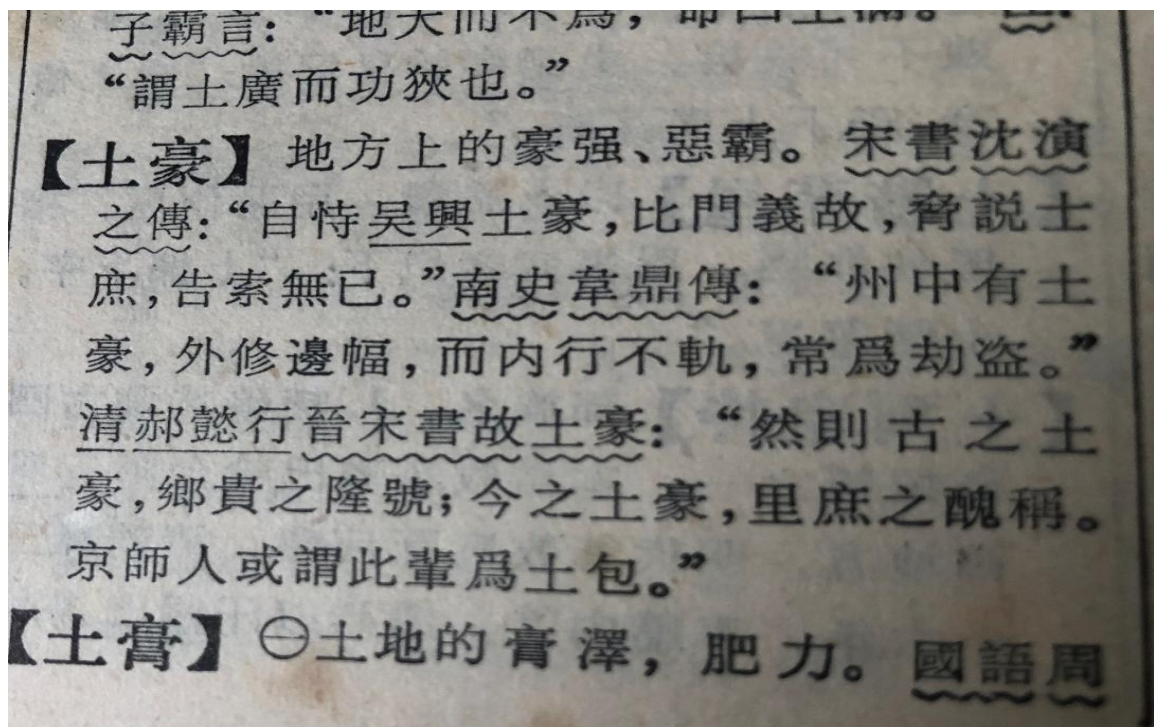 子霸言：“地大而不爲，命曰土滿。”
“謂土廣而功狹也。”
【土豪】 地方上的豪强、惡霸。宋書沈演
之傳：“自恃吴興土豪，比門義故，脅説士
庶，告索無已。”南史韋鼎傳：“州中有土
豪，外修邊幅，而内行不軌，常爲劫盗。”
清郝懿行晉宋書故土豪：“然則古之土
豪，鄉貴之隆號；今之土豪，里庶之醜稱。
京師人或謂此輩爲土包。”
【土膏】 ㊀土地的膏澤，肥力。國語周